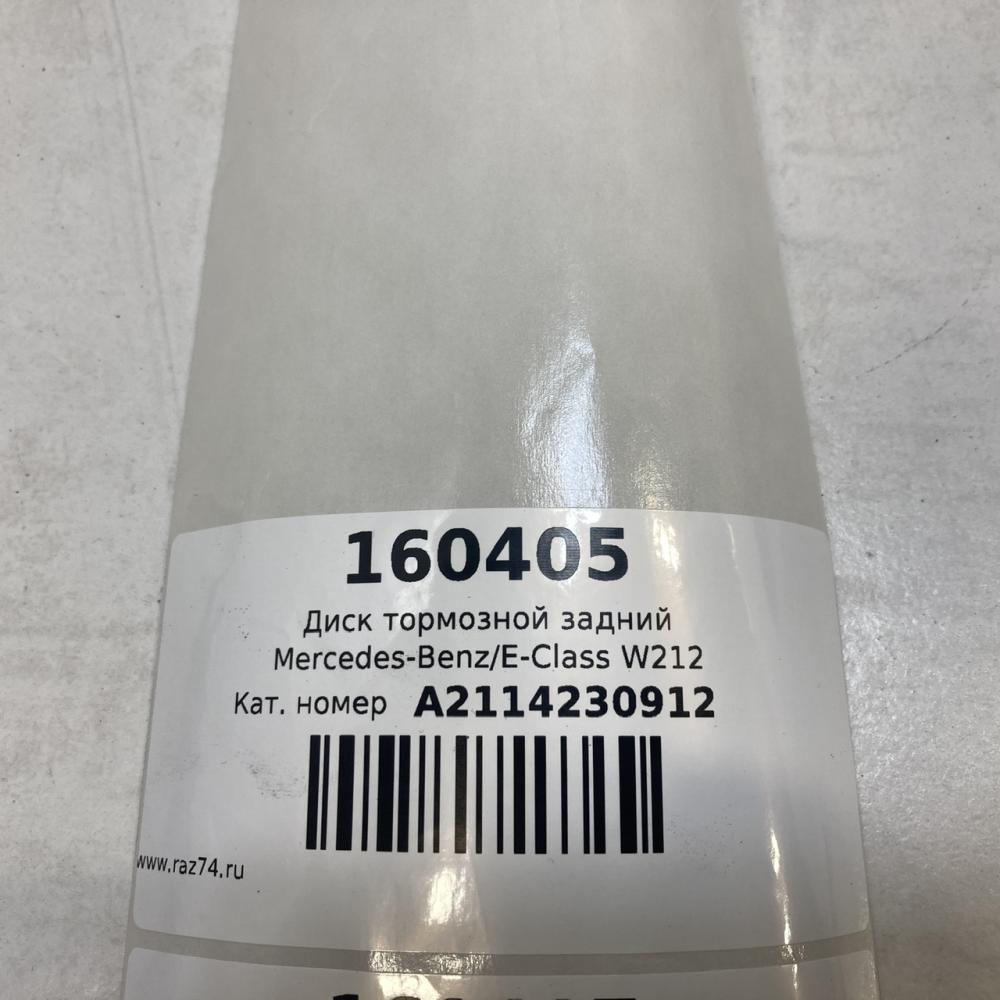 160405
Диск тормозной задний
Mercedes-Benz/E-Class W212
Кат. номер A2114230912
www.raz74.ru